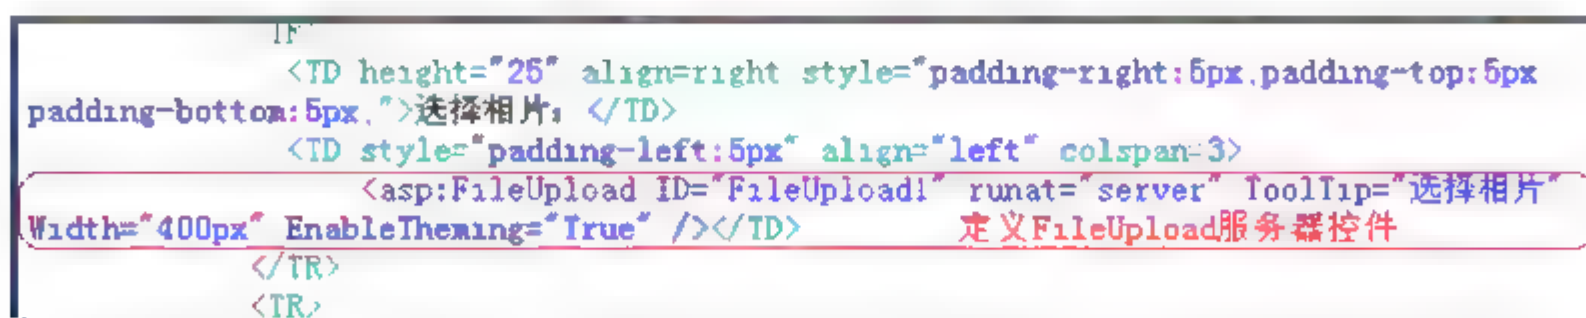 <TD height="25" align=right style="padding-right:5px;padding-top:5px
padding-bottom:5px;">选择相片：</TD>
<TD style="padding-left:5px" align="left" colspan=3>
<asp:FileUpload ID="FileUpload1" runat="server" ToolTip="选择相片"
Width="400px" EnableTheming="True" /></TD> 定义FileUpload服务器控件
</TR>
<TR>